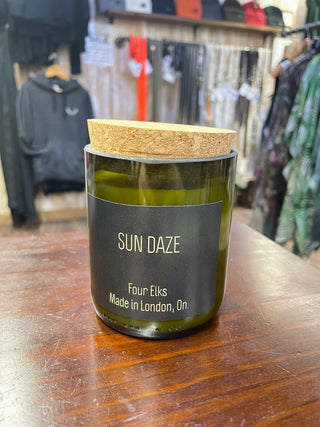 SUN DAZE
Four Elks
Made in London, On.